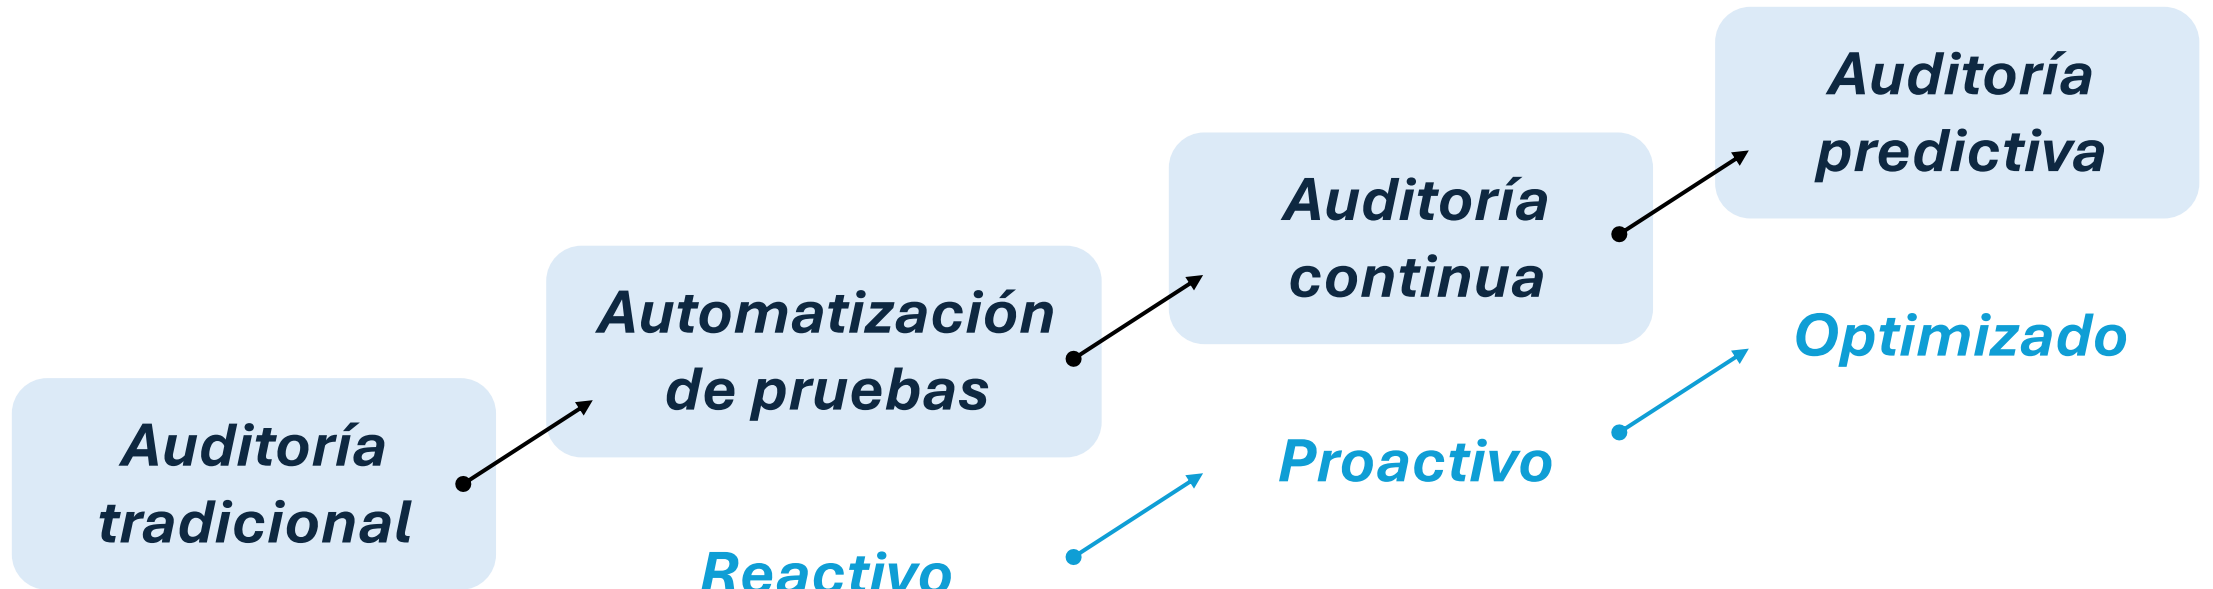 Auditoría
tradicional
Automatización
de pruebas
Auditoría
continua
Auditoría
predictiva
Reactivo
Proactivo
Optimizado